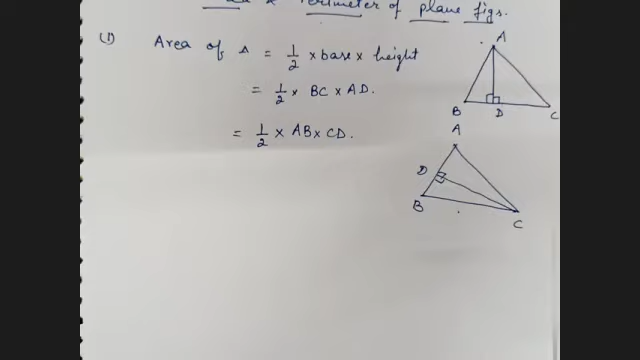 Perimeter of plane figs.
(1) Area of Δ = 1/2 × base × height
= 1/2 × BC × AD.
= 1/2 × AB × CD.
A
B D C
A
D
B
C